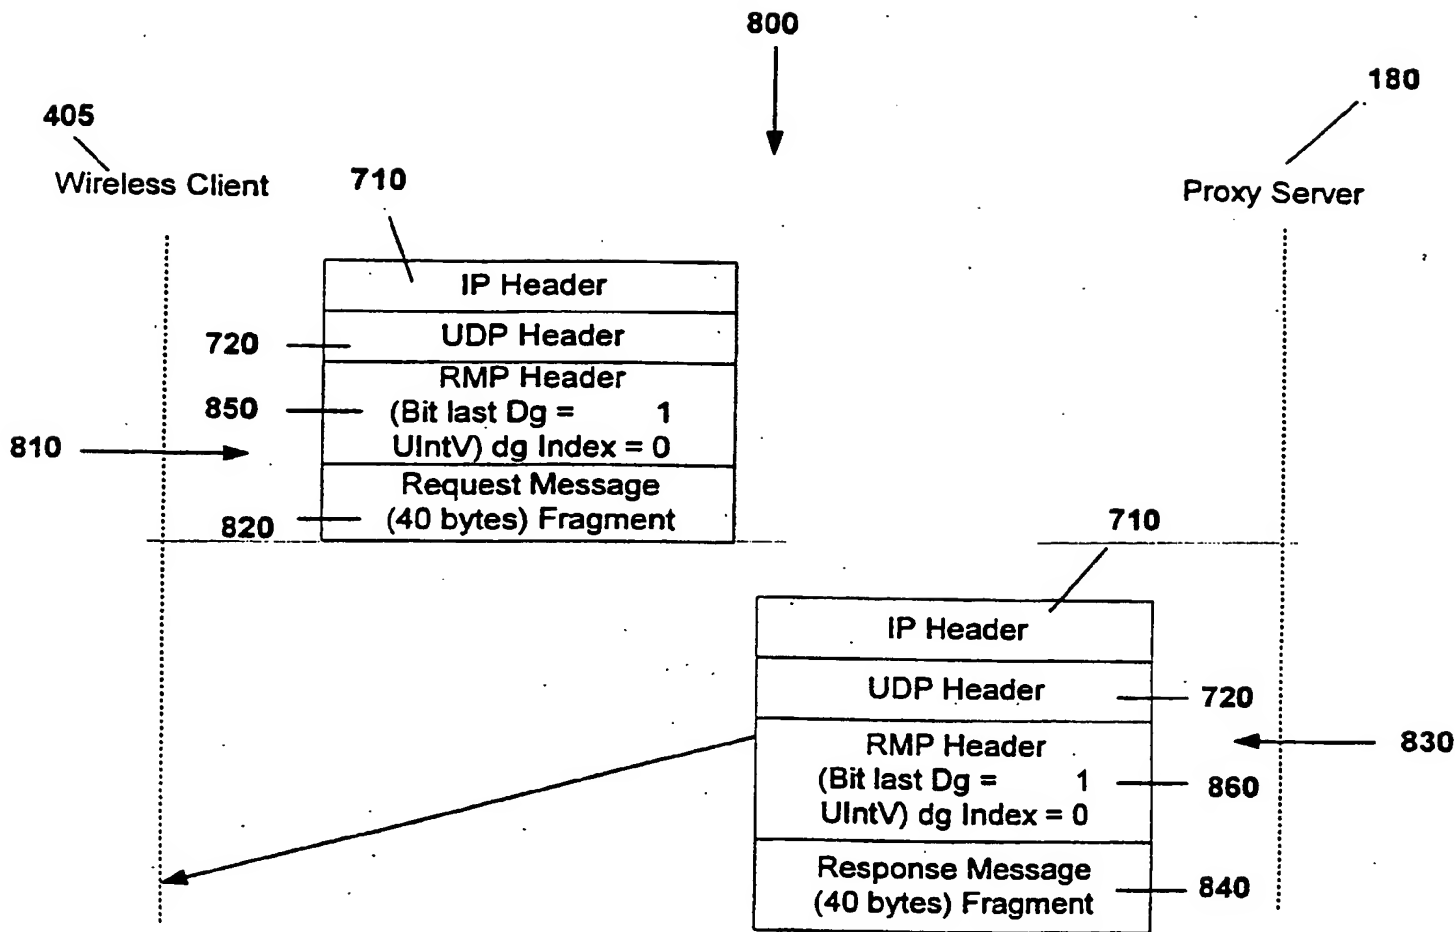 800
180
405
Wireless Client
710
Proxy Server
IP Header
720
UDP Header
RMP Header
850
(Bit last Dg = 1
810
UIntV) dg Index = 0
Request Message
820
(40 bytes) Fragment
710
IP Header
UDP Header
720
RMP Header
830
(Bit last Dg = 1
860
UIntV) dg Index = 0
Response Message
840
(40 bytes) Fragment